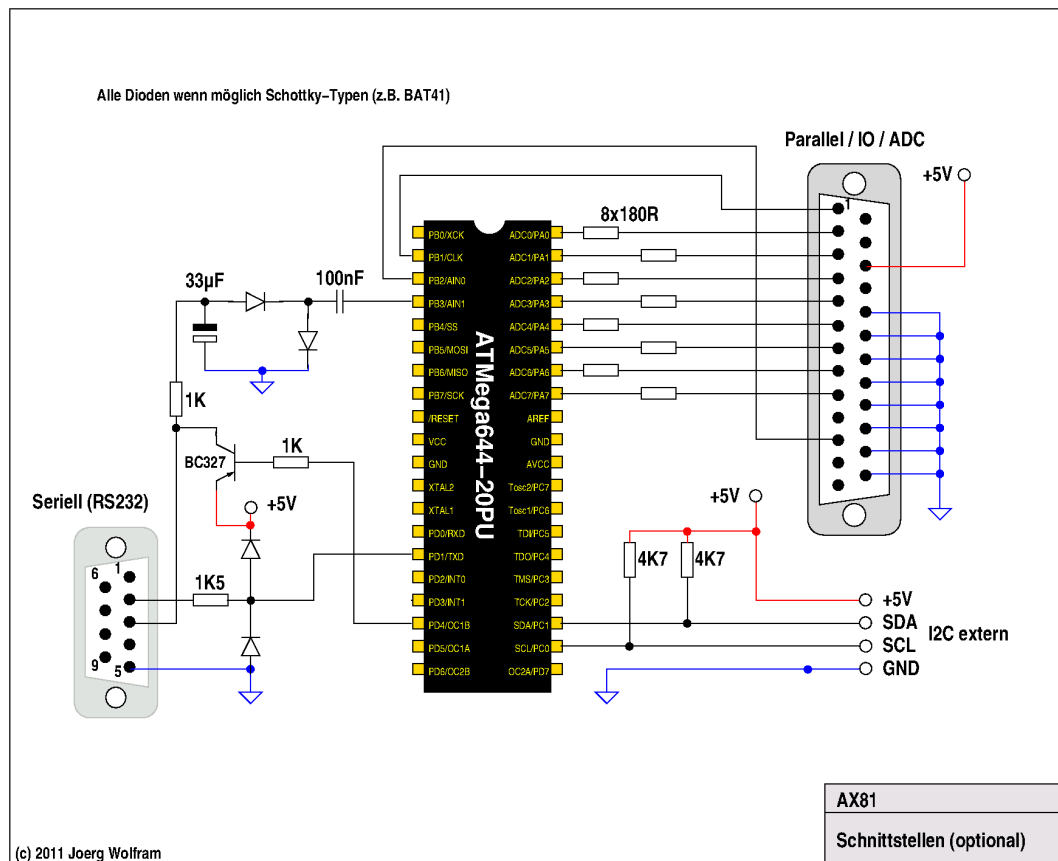 Alle Dioden wenn möglich Schottky-Typen (z.B. BAT41)
Parallel / IO / ADC
+5V
1
8x180R
33µF
100nF
1K
BC327
1K
+5V
Seriell (RS232)
1
6
9
5
1K5
PB0/XCK
PB1/CLK
PB2/AIN0
PB3/AIN1
PB4/SS
PB5/MOSI
PB6/MISO
PB7/SCK
/RESET
VCC
GND
XTAL2
XTAL1
PD0/RXD
PD1/TXD
PD2/INT0
PD3/INT1
PD4/OC1B
PD5/OC1A
PD6/OC2B
ATMega644-20PU
ADC0/PA0
ADC1/PA1
ADC2/PA2
ADC3/PA3
ADC4/PA4
ADC5/PA5
ADC6/PA6
ADC7/PA7
AREF
GND
AVCC
Tosc2/PC7
Tosc1/PC6
TDI/PC5
TDO/PC4
TMS/PC3
TCK/PC2
SDA/PC1
SCL/PC0
OC2A/PD7
+5V
4K7
4K7
+5V
SDA
SCL
GND
I2C extern
AX81
Schnittstellen (optional)
(c) 2011 Joerg Wolfram